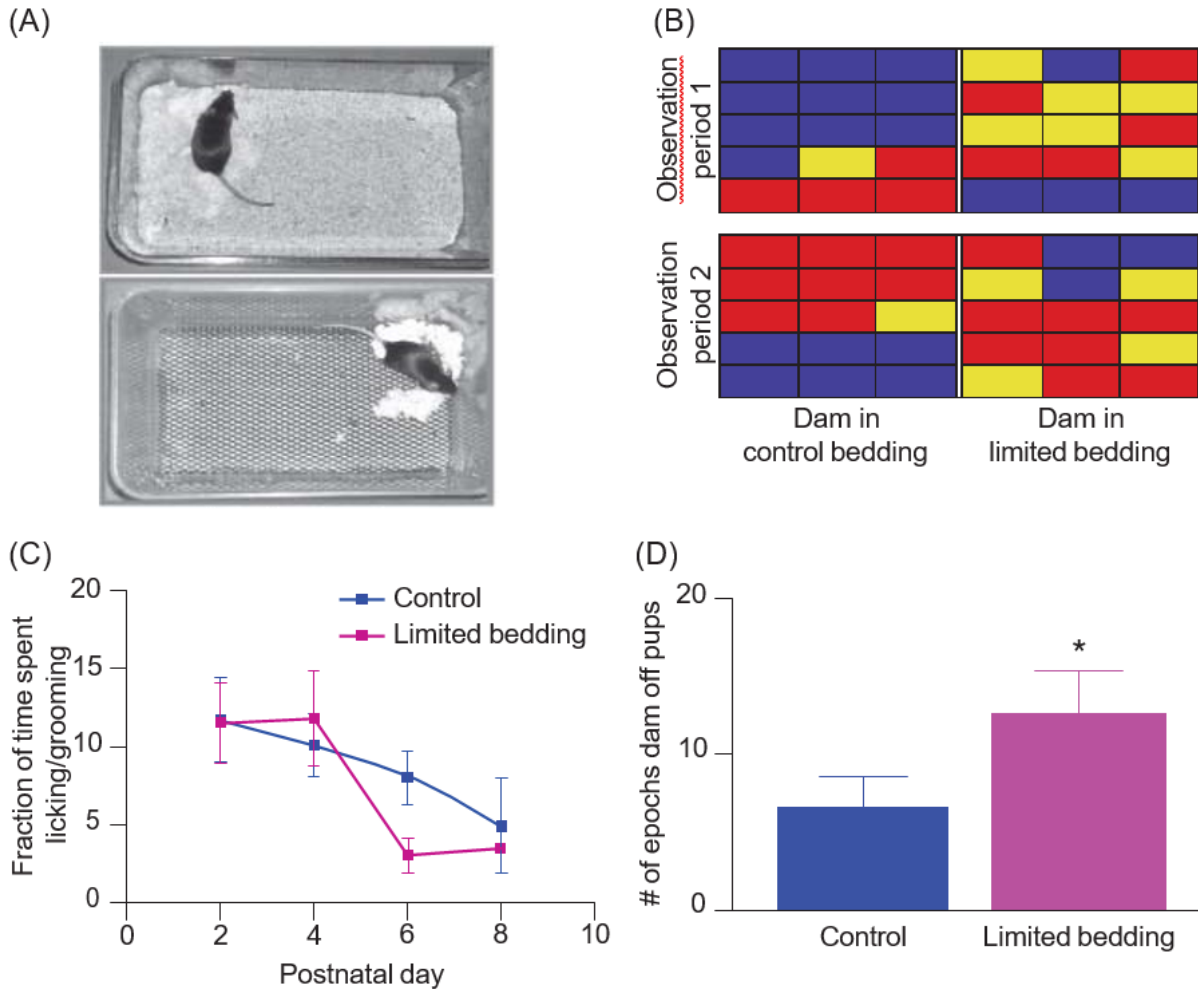 (A)
(B)
Observation
period 1
Observation
period 2
Dam in
control bedding
Dam in
limited bedding
(C)
Fraction of time spent
licking/grooming
20
15
10
5
0
0
2
4
6
8
10
Postnatal day
Control
Limited bedding
(D)
# of epochs dam off pups
20
10
0
*
Control
Limited bedding